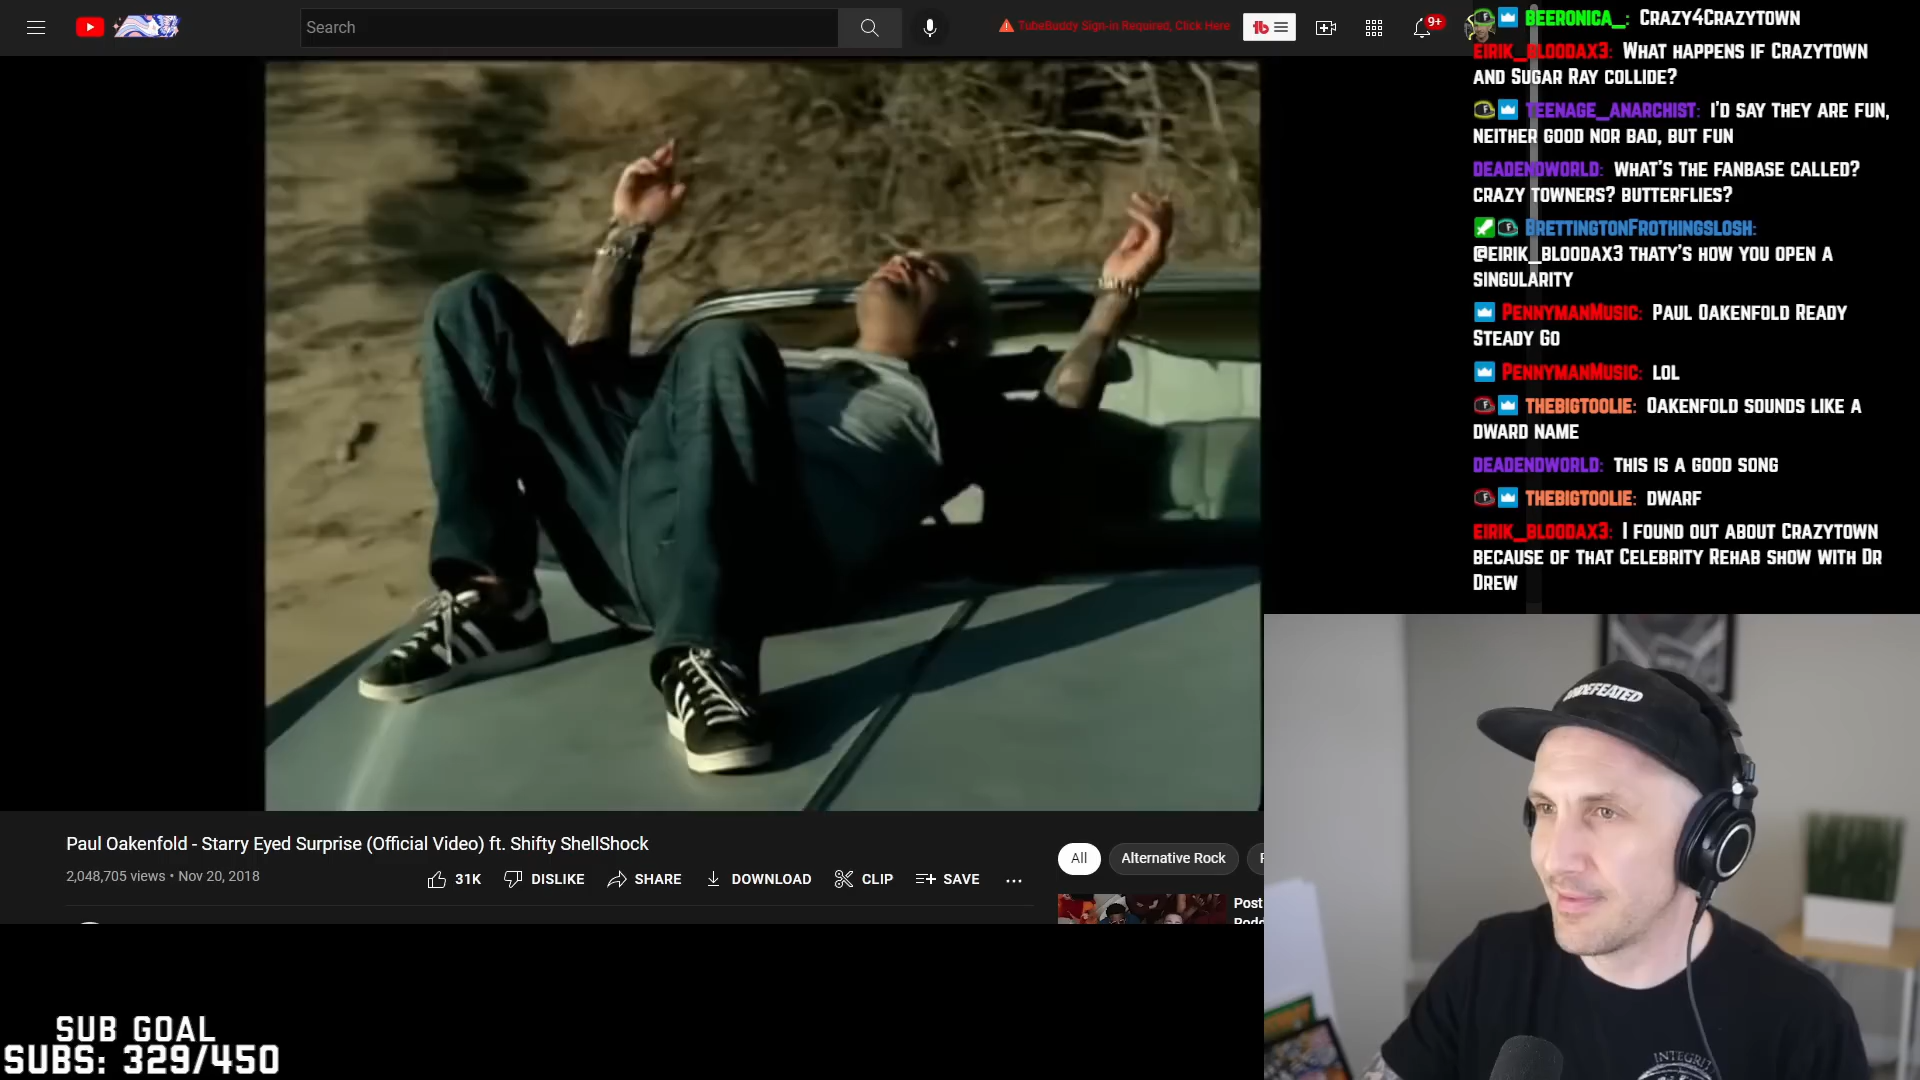 Search
TubeBuddy Sign-in Required, Click Here
tb
9+
BEERONICA_: CRAZY4CRAZYTOWN
EIRIK_BLOODAX3: WHAT HAPPENS IF CRAZYTOWN
AND SUGAR RAY COLLIDE?
TEENAGE_ANARCHIST: I'D SAY THEY ARE FUN,
NEITHER GOOD NOR BAD, BUT FUN
DEADENDWORLD: WHAT'S THE FANBASE CALLED?
CRAZY TOWNERS? BUTTERFLIES?
BRETTINGTONFROTHINGSLOSH:
@EIRIK_BLOODAX3 THATY'S HOW YOU OPEN A
SINGULARITY
PENNYMANMUSIC: PAUL OAKENFOLD READY
STEADY GO
PENNYMANMUSIC: LOL
THEBIGTOOLIE: OAKENFOLD SOUNDS LIKE A
DWARD NAME
DEADENDWORLD: THIS IS A GOOD SONG
THEBIGTOOLIE: DWARF
EIRIK_BLOODAX3: I FOUND OUT ABOUT CRAZYTOWN
BECAUSE OF THAT CELEBRITY REHAB SHOW WITH DR
DREW
UNDEFEATED
Paul Oakenfold - Starry Eyed Surprise (Official Video) ft. Shifty ShellShock
2,048,705 views • Nov 20, 2018
31K
DISLIKE
SHARE
DOWNLOAD
CLIP
SAVE
All
Alternative Rock
Post
SUB GOAL
SUBS: 329/450
INTEGRIT